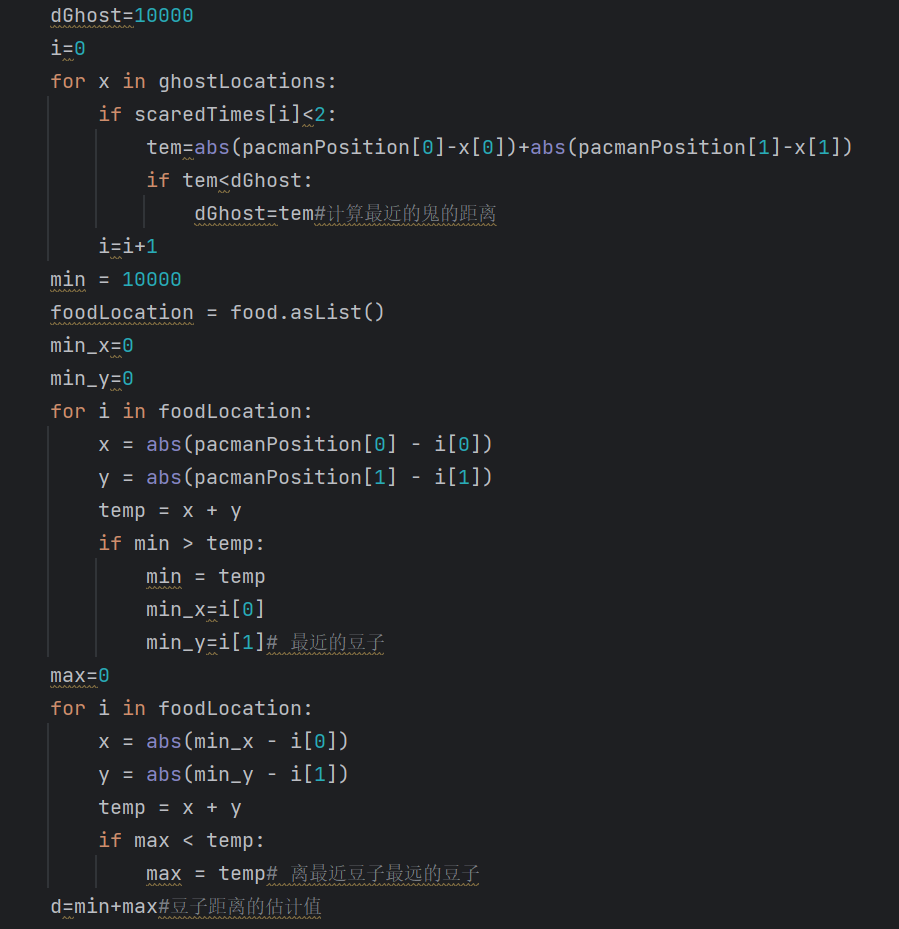 dGhost=10000
i=0
for x in ghostLocations:
    if scaredTimes[i]<2:
        tem=abs(pacmanPosition[0]-x[0])+abs(pacmanPosition[1]-x[1])
        if tem<dGhost:
            dGhost=tem#计算最近的鬼的距离
    i=i+1
min = 10000
foodLocation = food.asList()
min_x=0
min_y=0
for i in foodLocation:
    x = abs(pacmanPosition[0] - i[0])
    y = abs(pacmanPosition[1] - i[1])
    temp = x + y
    if min > temp:
        min = temp
        min_x=i[0]
        min_y=i[1]# 最近的豆子
max=0
for i in foodLocation:
    x = abs(min_x - i[0])
    y = abs(min_y - i[1])
    temp = x + y
    if max < temp:
        max = temp# 离最近豆子最远的豆子
d=min+max#豆子距离的估计值